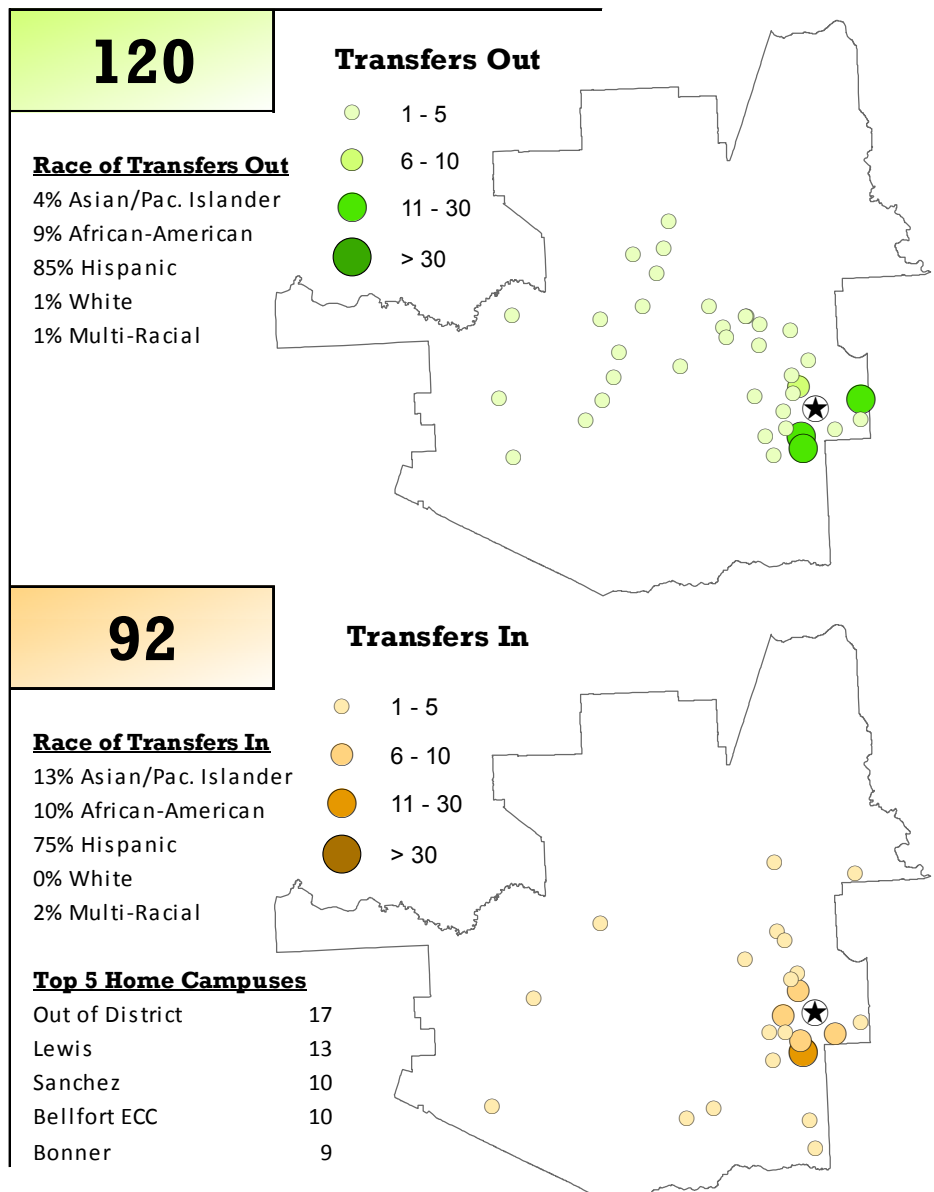 120
Transfers Out
1 - 5
6 - 10
11 - 30
> 30
Race of Transfers Out
4% Asian/Pac. Islander
9% African-American
85% Hispanic
1% White
1% Multi-Racial
92
Transfers In
1 - 5
6 - 10
11 - 30
> 30
Race of Transfers In
13% Asian/Pac. Islander
10% African-American
75% Hispanic
0% White
2% Multi-Racial
Top 5 Home Campuses
Out of District 17
Lewis 13
Sanchez 10
Bellfort ECC 10
Bonner 9